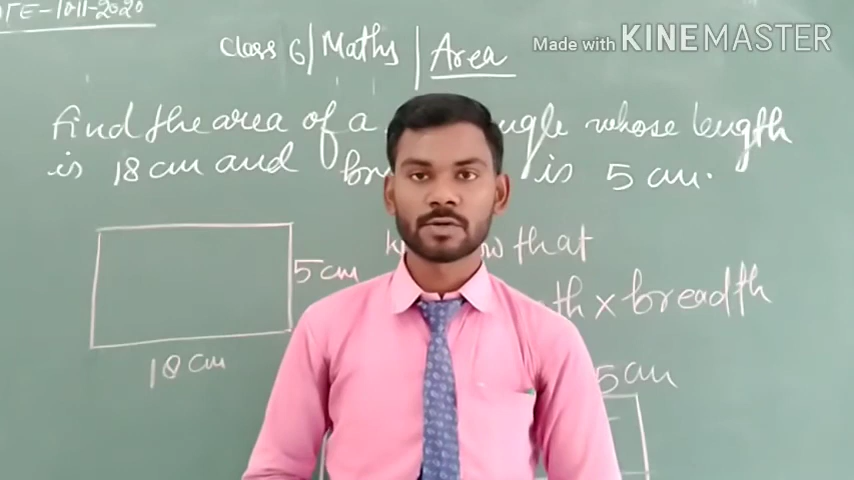 DTE-10-11-2020
Made with KINEMASTER
Class 6 | Maths | Area
Find the area of a whose length
is 18 cm and is 5 cm.
5 cm
that
x breadth
18 cm
5 cm